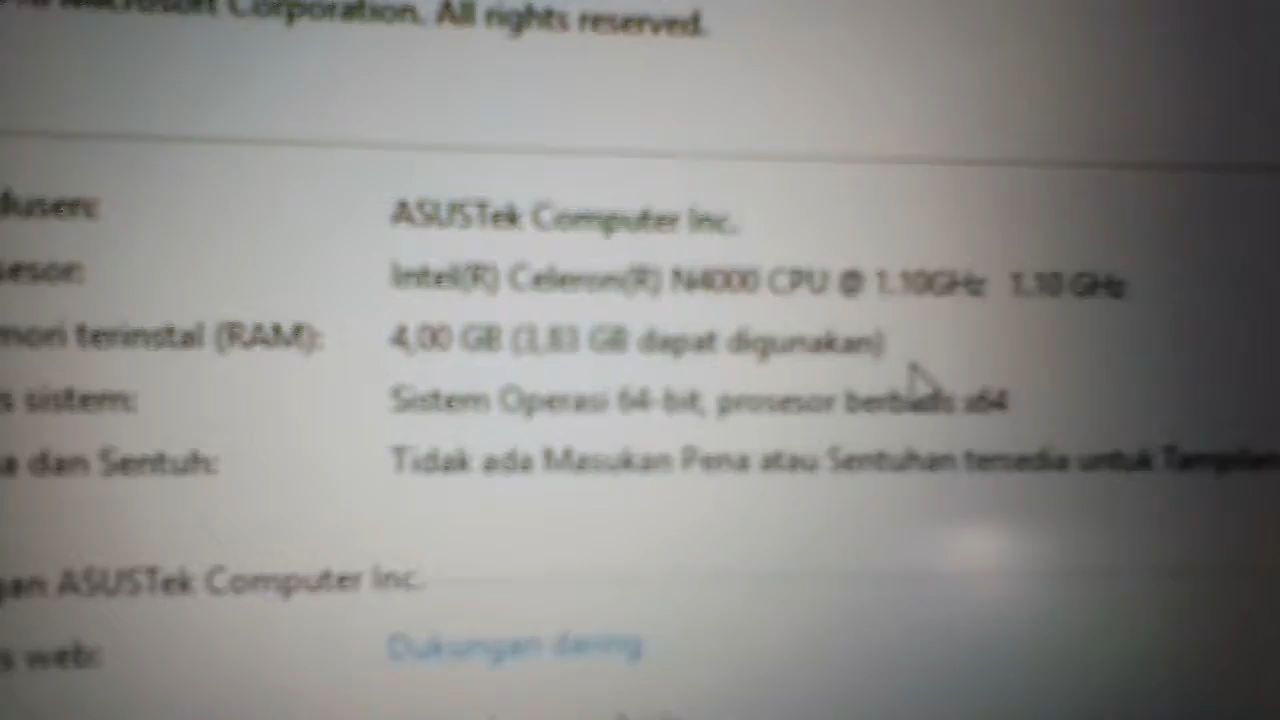 Microsoft Corporation. All rights reserved.
ASUSTek Computer Inc.
Intel(R) Celeron(R) N4000 CPU @ 1.10GHz 1.10 GHz
terinstal (RAM): 4,00 GB (3,83 GB dapat digunakan)
sistem: Sistem Operasi 64-bit, prosesor berbasis x64
dan Sentuh: Tidak ada Masukan Pena atau Sentuhan tersedia untuk
ASUSTek Computer Inc.
web: Dukungan daring